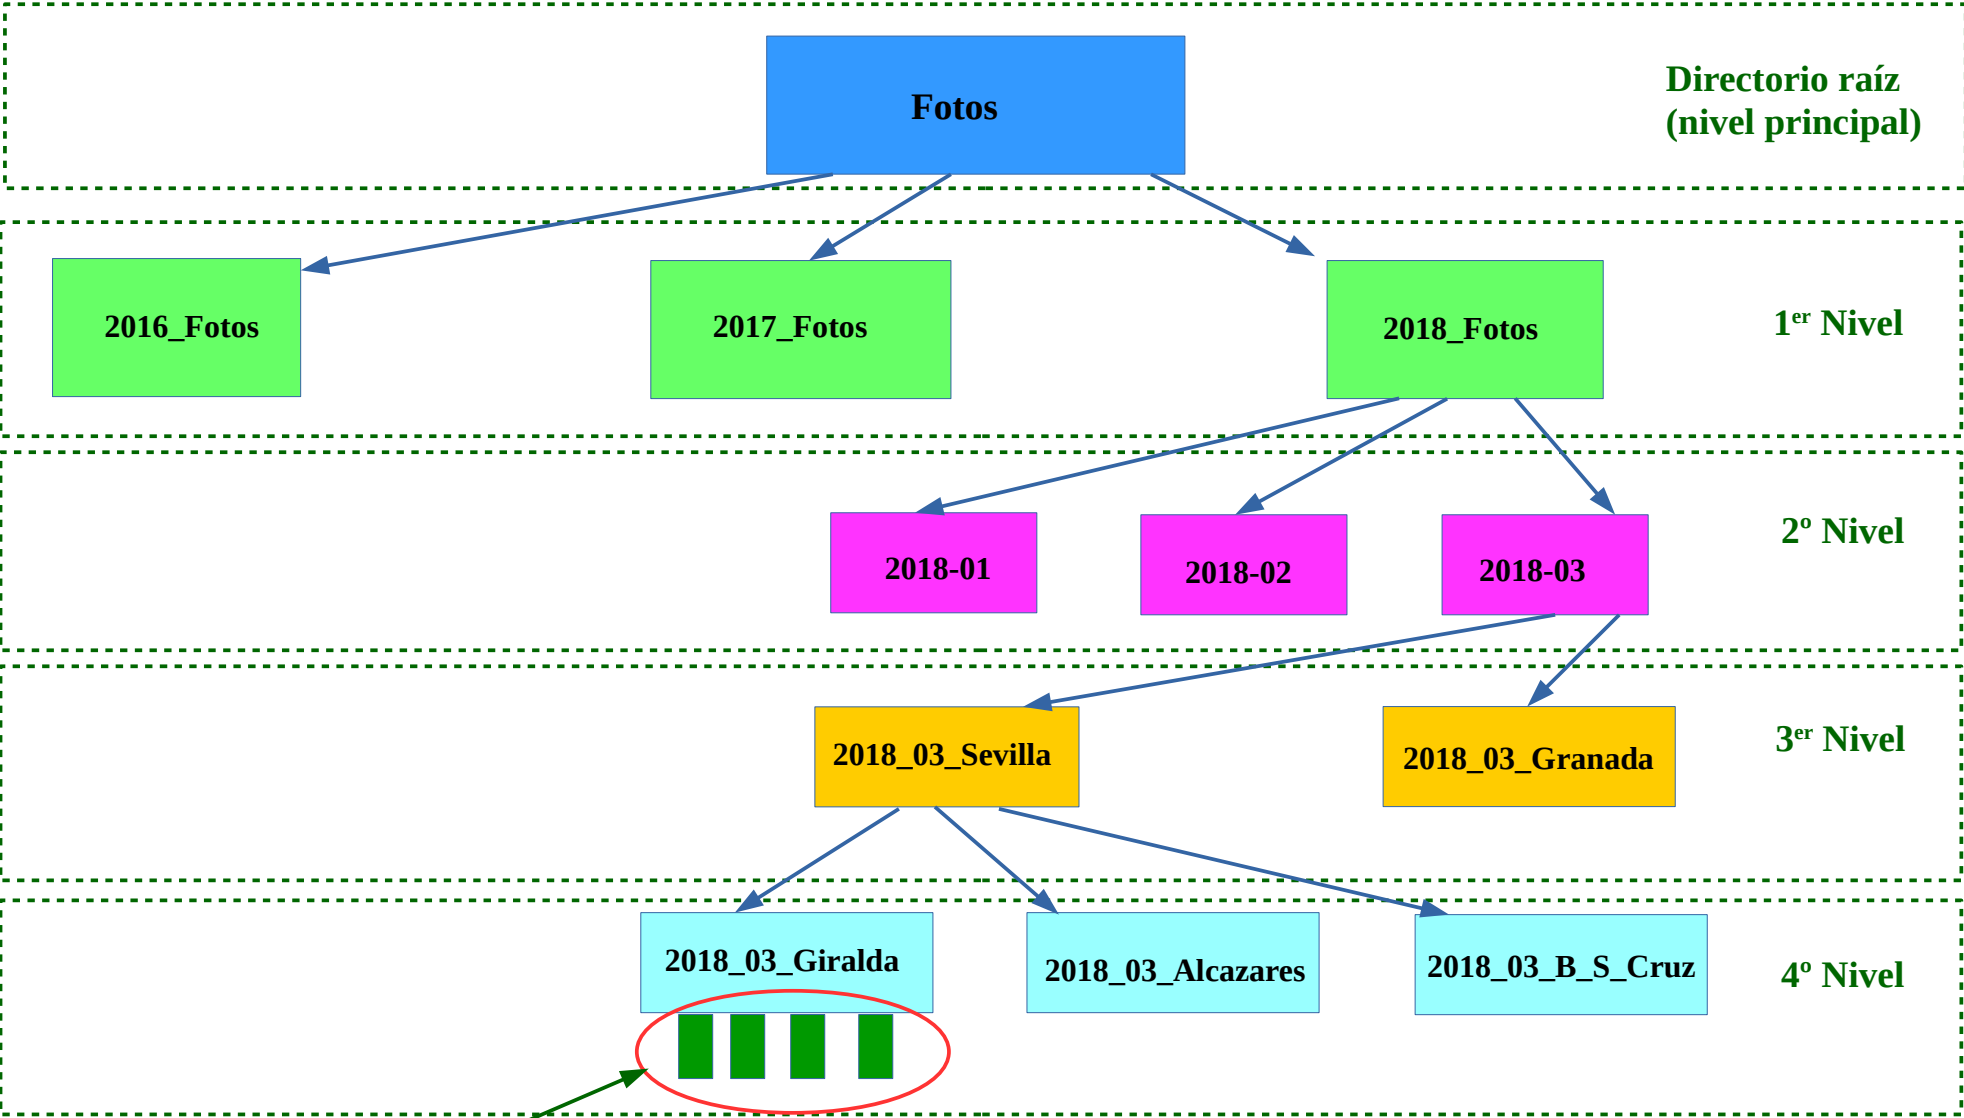 Fotos
Directorio raíz
(nivel principal)
2016_Fotos
2017_Fotos
2018_Fotos
1er Nivel
2018-01
2018-02
2018-03
2º Nivel
2018_03_Sevilla
2018_03_Granada
3er Nivel
2018_03_Giralda
2018_03_Alcazares
2018_03_B_S_Cruz
4º Nivel